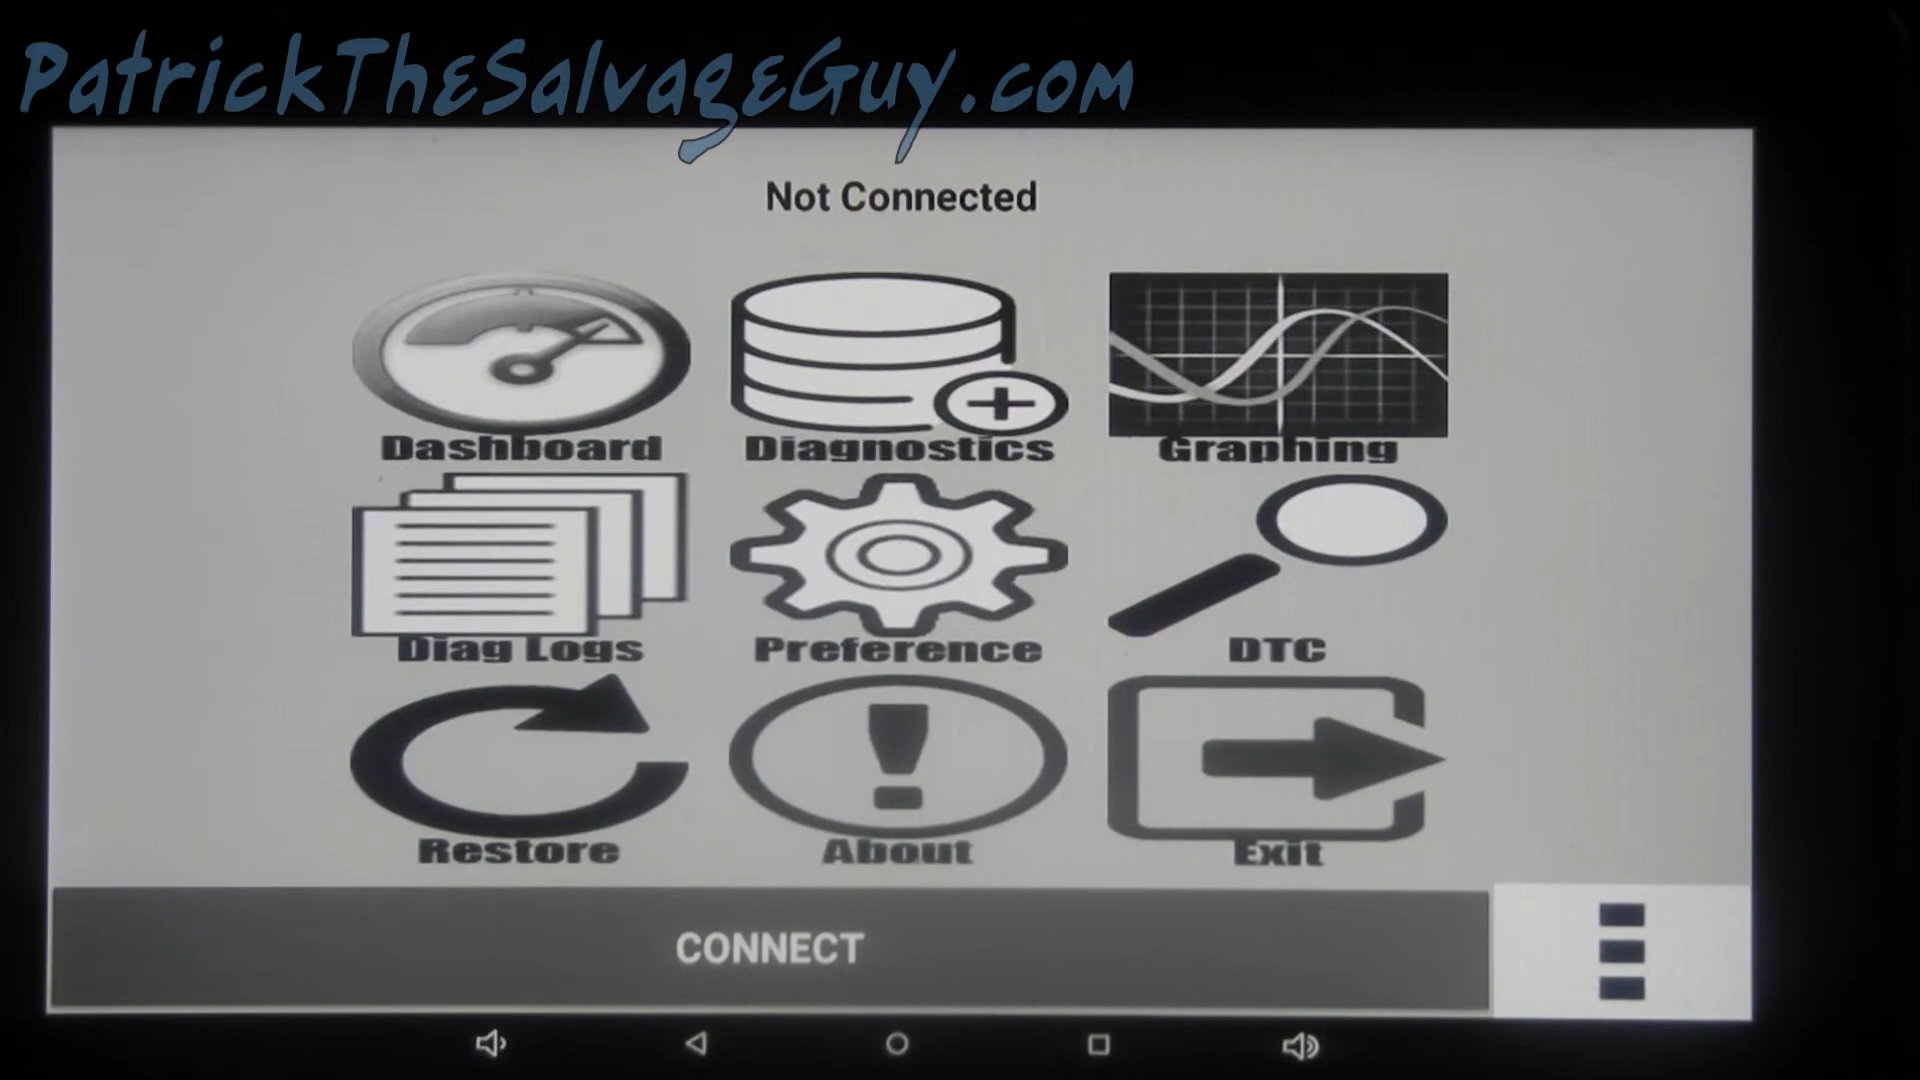 PatrickTheSalvageGuy.com
Not Connected
Dashboard
Diagnostics
Graphing
Diag Logs
Preference
DTC
Restore
About
Exit
CONNECT